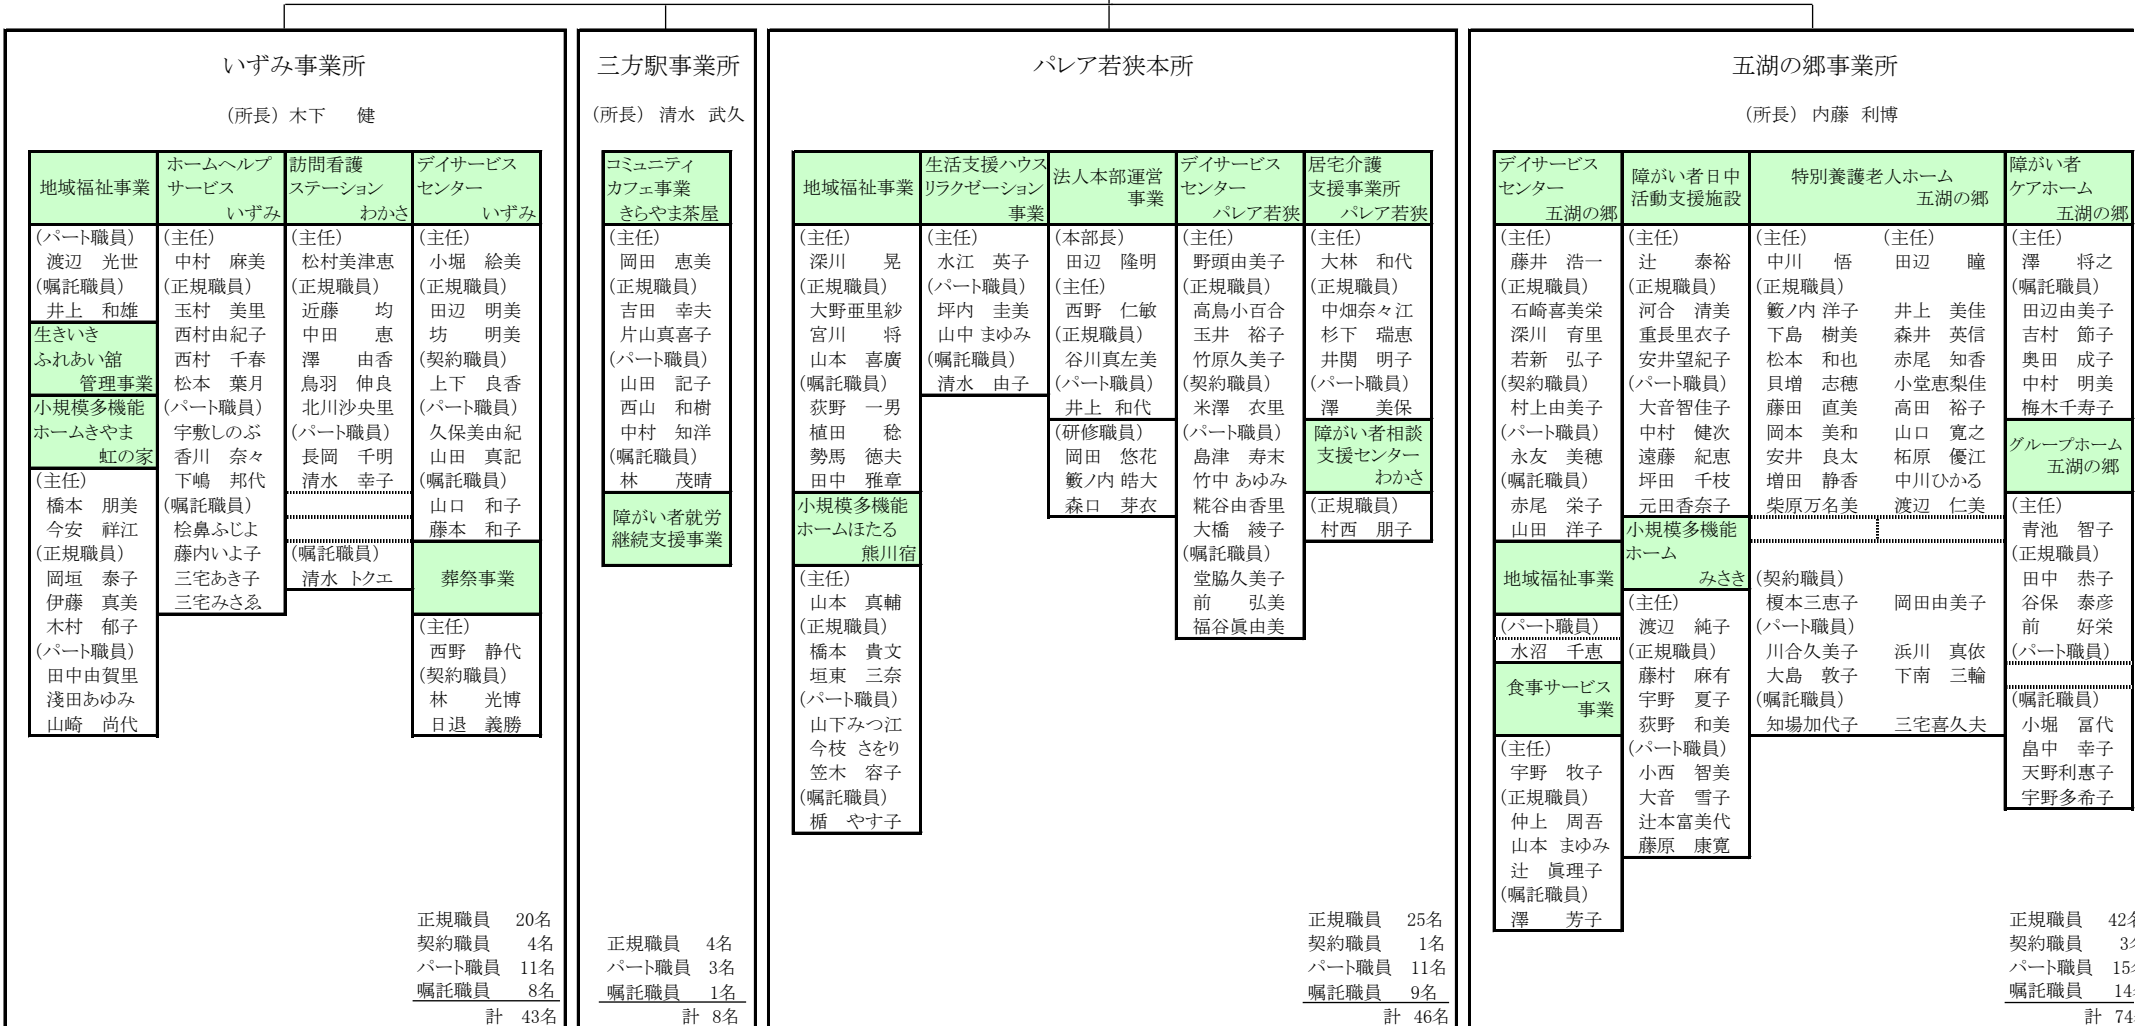 いずみ事業所
(所長) 木下　健
地域福祉事業
(パート職員)
渡辺　光世
(嘱託職員)
井上　和雄
生きいき
ふれあい舘
管理事業
小規模多機能
ホームきやま
虹の家
(主任)
橋本　朋美
今安　祥江
(正規職員)
岡垣　泰子
伊藤　真美
木村　郁子
(パート職員)
田中由賀里
淺田あゆみ
山崎　尚代
ホームヘルプ
サービス
いずみ
(主任)
中村　麻美
(正規職員)
玉村　美里
西村由紀子
西村　千春
松本　葉月
(パート職員)
宇敷しのぶ
香川　奈々
下嶋　邦代
(嘱託職員)
桧鼻ふじよ
藤内いよ子
三宅あき子
三宅みさゑ
訪問看護
ステーション
わかさ
(主任)
松村美津恵
(正規職員)
近藤　均
中田　恵
澤　由香
鳥羽　伸良
北川沙央里
(パート職員)
長岡　千明
清水　幸子
(嘱託職員)
清水 トクエ
デイサービス
センター
いずみ
(主任)
小堀　絵美
(正規職員)
田辺　明美
坊　明美
(契約職員)
上下　良香
(パート職員)
久保美由紀
山田　真記
(嘱託職員)
山口　和子
藤本　和子
葬祭事業
(主任)
西野　静代
(契約職員)
林　光博
日退　義勝
正規職員　20名
契約職員　4名
パート職員　11名
嘱託職員　8名
計　43名
三方駅事業所
(所長) 清水 武久
コミュニティ
カフェ事業
きらやま茶屋
(主任)
岡田　恵美
(正規職員)
吉田　幸夫
片山真喜子
(パート職員)
山田　記子
西山　和樹
中村　知洋
(嘱託職員)
林　茂晴
障がい者就労
継続支援事業
正規職員　4名
パート職員　3名
嘱託職員　1名
計　8名
パレア若狭本所
地域福祉事業
(主任)
深川　晃
(正規職員)
大野亜里紗
宮川　将
山本　喜廣
(嘱託職員)
荻野　一男
植田　稔
勢馬　徳夫
田中　雅章
小規模多機能
ホームほたる
熊川宿
(主任)
山本　真輔
(正規職員)
橋本　貴文
垣東　三奈
(パート職員)
山下みつ江
今枝 さをり
笠木　容子
(嘱託職員)
楯　やす子
生活支援ハウス
リラクゼーション
事業
(主任)
水江　英子
(パート職員)
坪内　圭美
山中 まゆみ
(嘱託職員)
清水　由子
法人本部運営
事業
(本部長)
田辺　隆明
(主任)
西野　仁敏
(正規職員)
谷川真左美
(パート職員)
井上　和代
(研修職員)
岡田　悠花
籔ノ内 皓大
森口　芽衣
デイサービス
センター
パレア若狭
(主任)
野頭由美子
(正規職員)
高鳥小百合
玉井　裕子
竹原久美子
(契約職員)
米澤　衣里
(パート職員)
島津　寿末
竹中 あゆみ
糀谷由香里
大橋　綾子
(嘱託職員)
堂脇久美子
前　弘美
福谷眞由美
居宅介護
支援事業所
パレア若狭
(主任)
大林　和代
(正規職員)
中畑奈々江
杉下　瑞恵
井関　明子
(パート職員)
澤　美保
障がい者相談
支援センター
わかさ
(正規職員)
村西　朋子
正規職員　25名
契約職員　1名
パート職員　11名
嘱託職員　9名
計　46名
五湖の郷事業所
(所長) 内藤 利博
デイサービス
センター
五湖の郷
(主任)
藤井　浩一
(正規職員)
石崎喜美栄
深川　育里
若新　弘子
(契約職員)
村上由美子
(パート職員)
永友　美穂
(嘱託職員)
赤尾　栄子
山田　洋子
地域福祉事業
(パート職員)
水沼　千恵
食事サービス
事業
(主任)
宇野　牧子
(正規職員)
仲上　周吾
山本 まゆみ
辻　眞理子
(嘱託職員)
澤　芳子
障がい者日中
活動支援施設
(主任)
辻　泰裕
(正規職員)
河合　清美
重長里衣子
安井望紀子
(パート職員)
大音智佳子
中村　健次
遠藤　紀恵
坪田　千枝
元田香奈子
小規模多機能
ホーム
みさき
(主任)
渡辺　純子
(正規職員)
藤村　麻有
宇野　夏子
荻野　和美
(パート職員)
小西　智美
大音　雪子
辻本富美代
藤原　康寛
特別養護老人ホーム
五湖の郷
(主任)　(主任)
中川　悟　田辺　瞳
(正規職員)
籔ノ内 洋子　井上　美佳
下島　樹美　森井　英信
松本　和也　赤尾　知香
貝増　志穂　小堂恵梨佳
藤田　直美　高田　裕子
岡本　美和　山口　寛之
安井　良太　柘原　優江
増田　静香　中川ひかる
柴原万名美　渡辺　仁美
(契約職員)
榎本三恵子　岡田由美子
(パート職員)
川合久美子　浜川　真依
大島　敦子　下南　三輪
(嘱託職員)
知場加代子　三宅喜久夫
障がい者
ケアホーム
五湖の郷
(主任)
澤　将之
(嘱託職員)
田辺由美子
吉村　節子
奥田　成子
中村　明美
梅木千寿子
グループホーム
五湖の郷
(主任)
青池　智子
(正規職員)
田中　恭子
谷保　泰彦
前　好栄
(パート職員)
(嘱託職員)
小堀　冨代
畠中　幸子
天野利惠子
宇野多希子
正規職員　42名
契約職員　3名
パート職員　15名
嘱託職員　14名
計　74